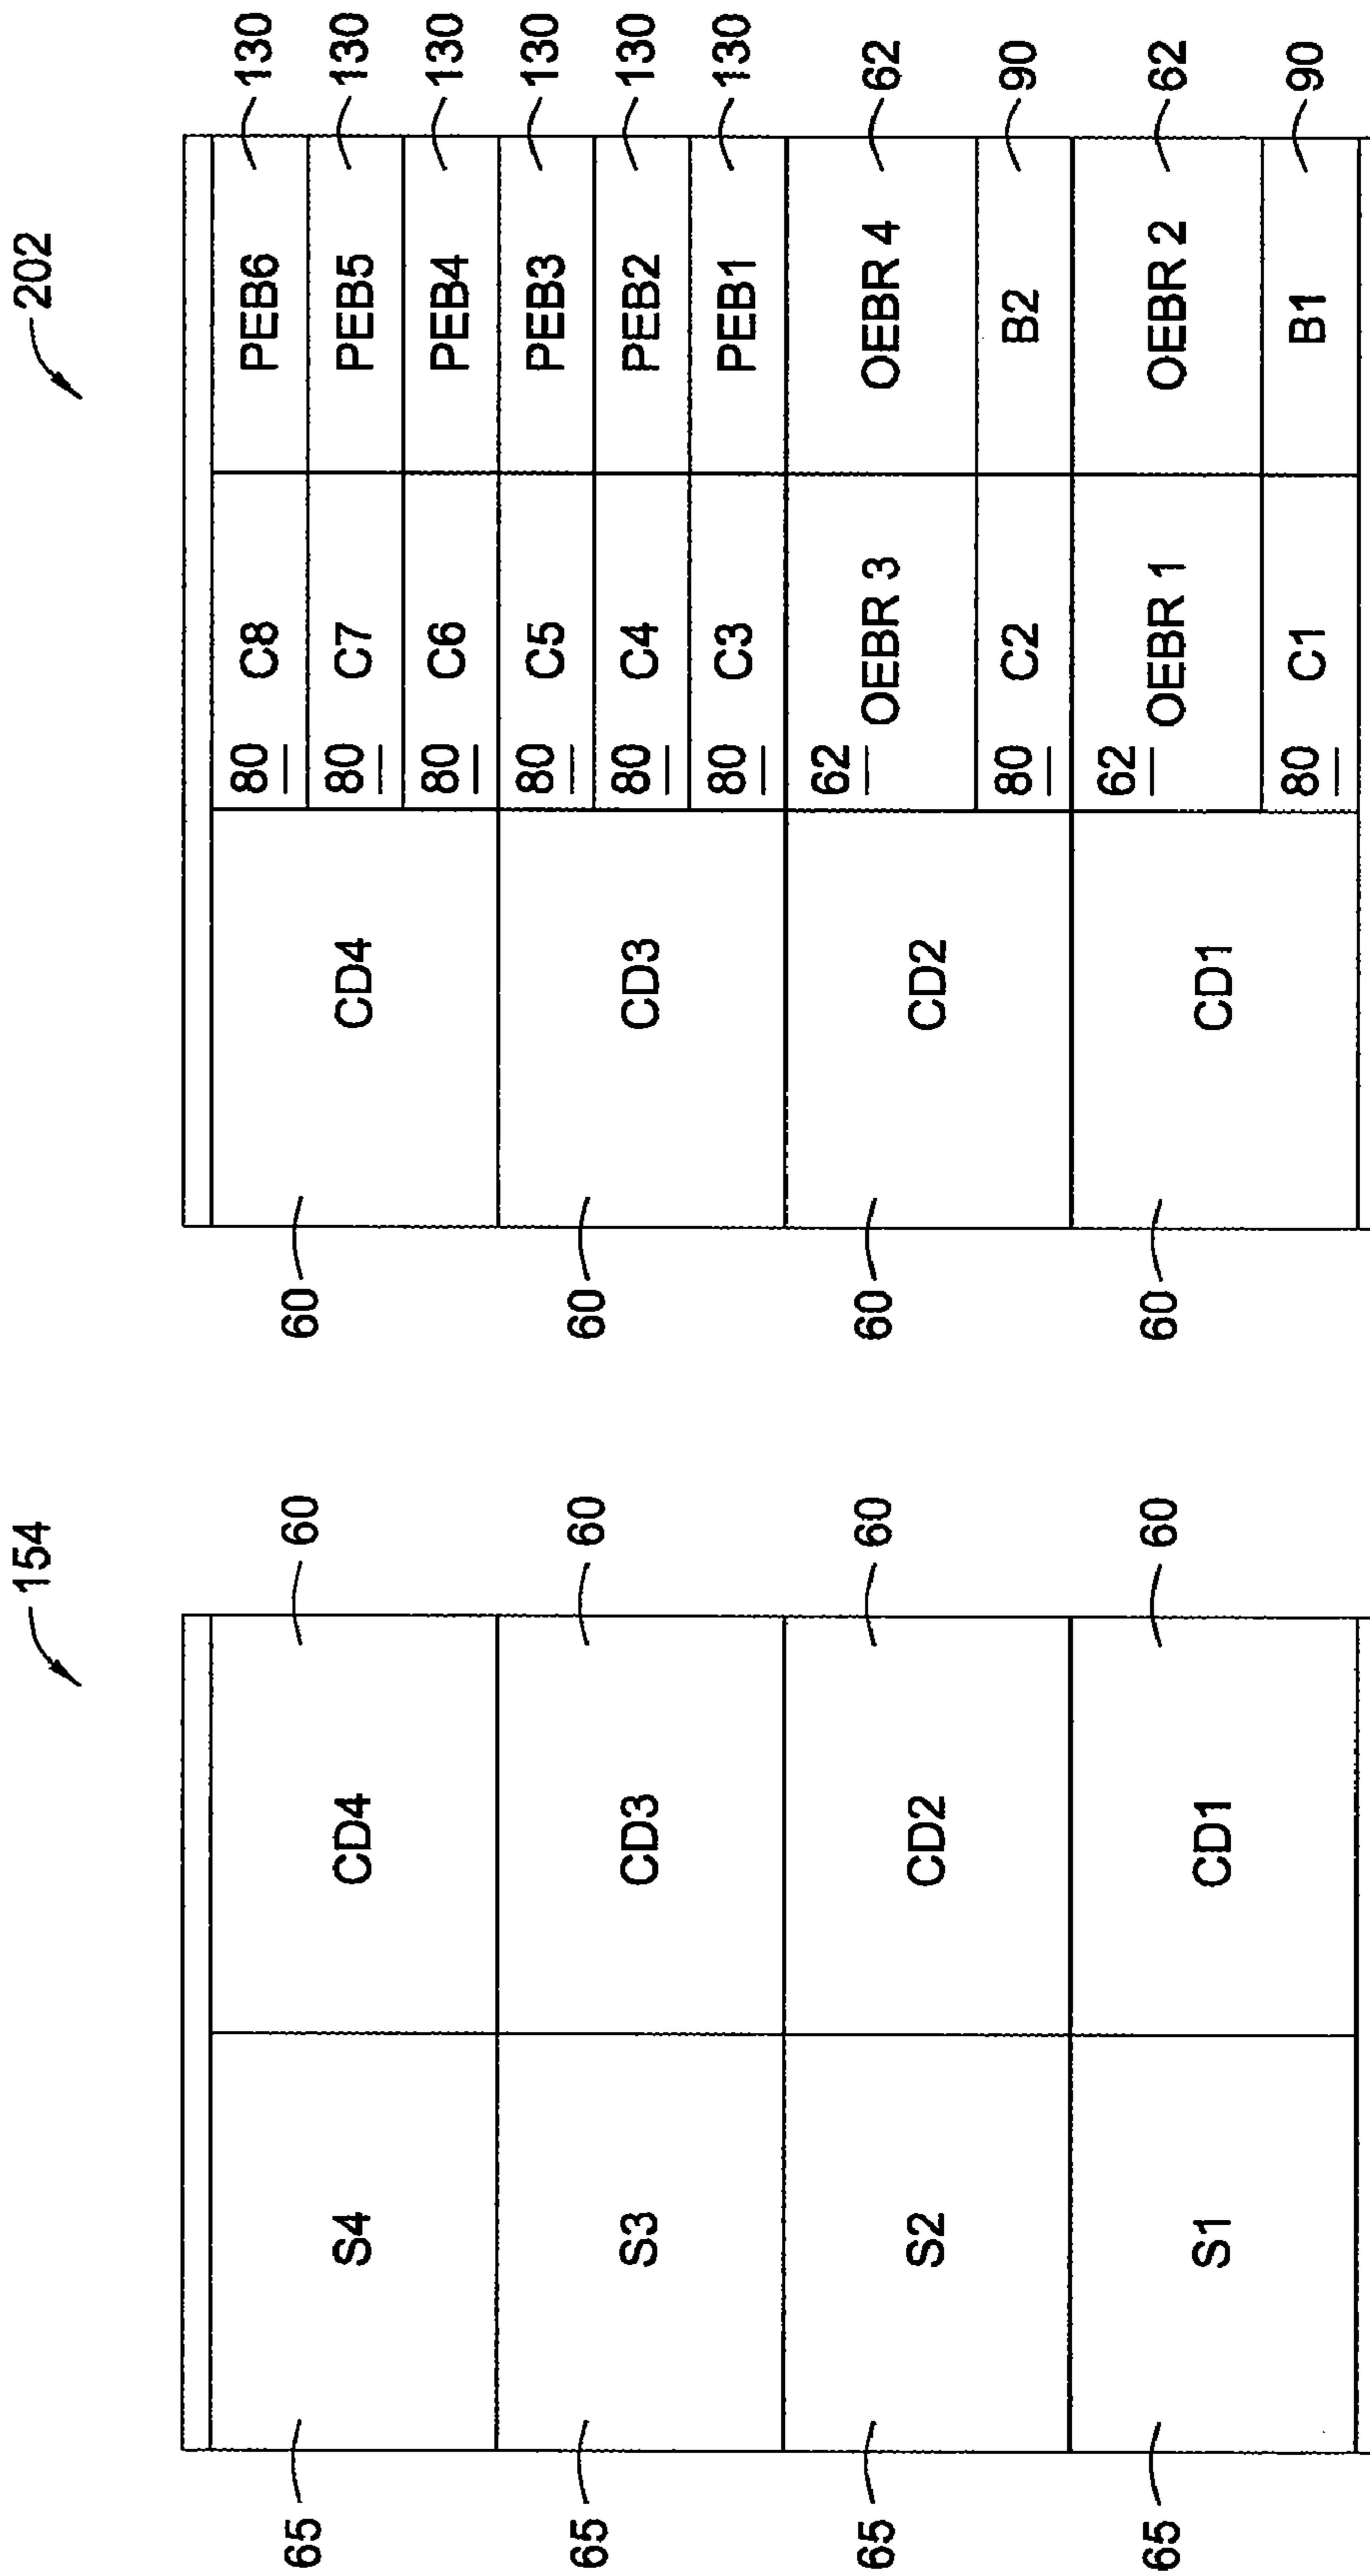 154
202
80 C8 PEB6 130
65 60 60
S4 CD4 CD4 80 C7 PEB5 130
80 C6 PEB4 130
80 C5 PEB3 130
65 60 60
S3 CD3 CD3 80 C4 PEB2 130
80 C3 PEB1 130
62
65 60 60 OEBR 3 OEBR 4 62
S2 CD2 CD2
80 C2 B2 90
62
65 60 60 OEBR 1 OEBR 2 62
S1 CD1 CD1
80 C1 B1 90